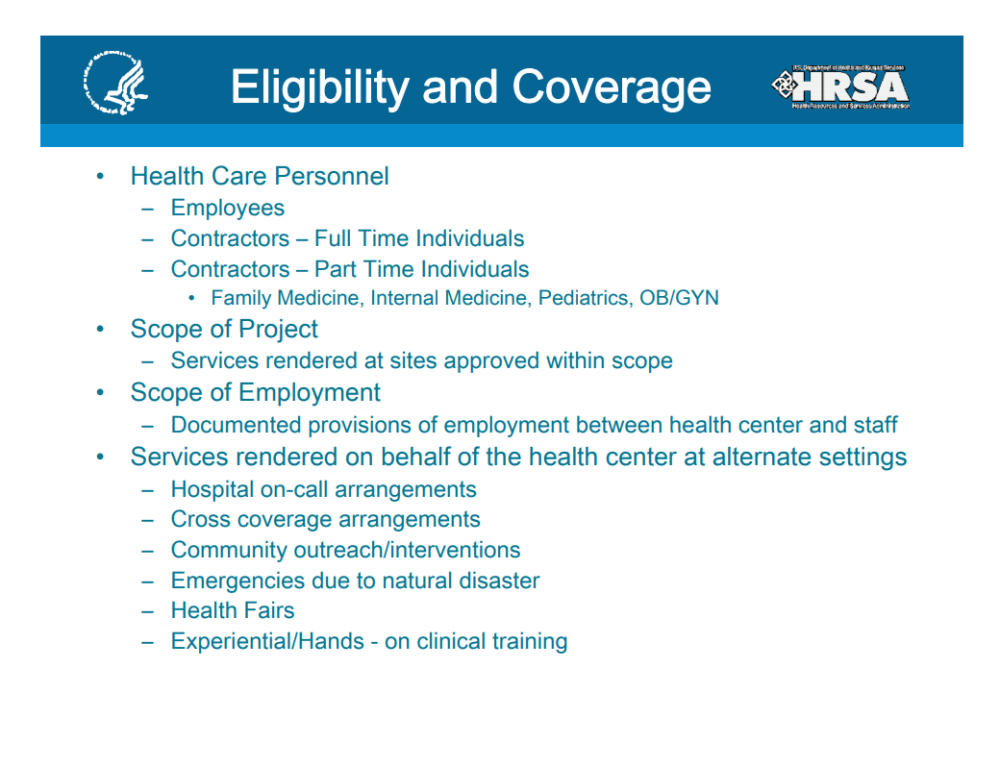 Eligibility and Coverage
U.S. Department of Health and Human Services
HRSA
Health Resources and Services Administration
• Health Care Personnel
– Employees
– Contractors – Full Time Individuals
– Contractors – Part Time Individuals
• Family Medicine, Internal Medicine, Pediatrics, OB/GYN
• Scope of Project
– Services rendered at sites approved within scope
• Scope of Employment
– Documented provisions of employment between health center and staff
• Services rendered on behalf of the health center at alternate settings
– Hospital on-call arrangements
– Cross coverage arrangements
– Community outreach/interventions
– Emergencies due to natural disaster
– Health Fairs
– Experiential/Hands - on clinical training